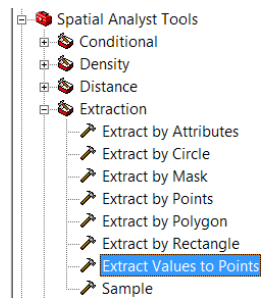 Spatial Analyst Tools
Conditional
Density
Distance
Extraction
Extract by Attributes
Extract by Circle
Extract by Mask
Extract by Points
Extract by Polygon
Extract by Rectangle
Extract Values to Points
Sample